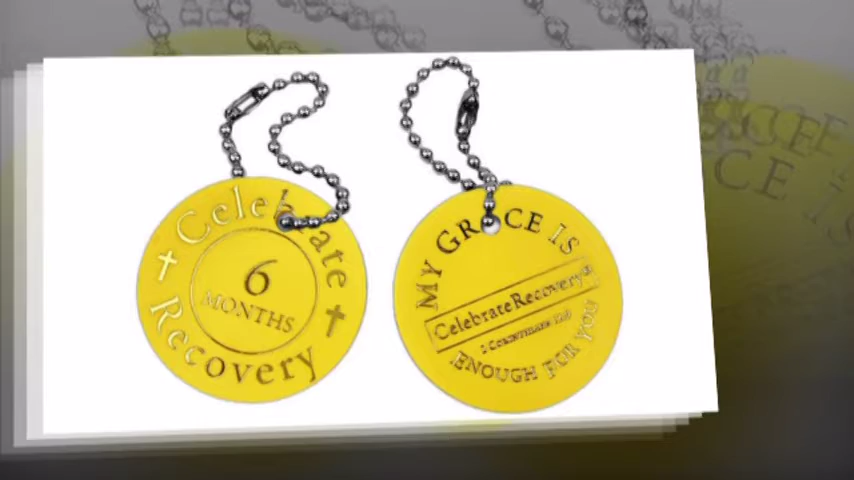 Celebrate
6
MONTHS
Recovery
MY GRACE IS
CelebrateRecovery®
ENOUGH FOR YOU